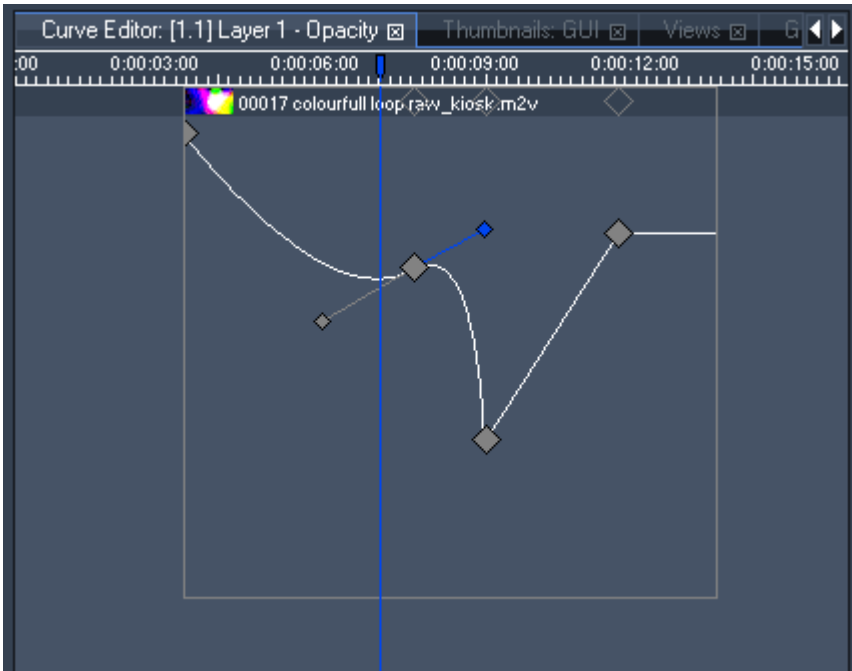 Curve Editor: [1.1] Layer 1 - Opacity Thumbnails: GUI Views G
:00 0:00:03:00 0:00:06:00 0:00:09:00 0:00:12:00 0:00:15:00
00017 colourfull loop raw_kiosk.m2v